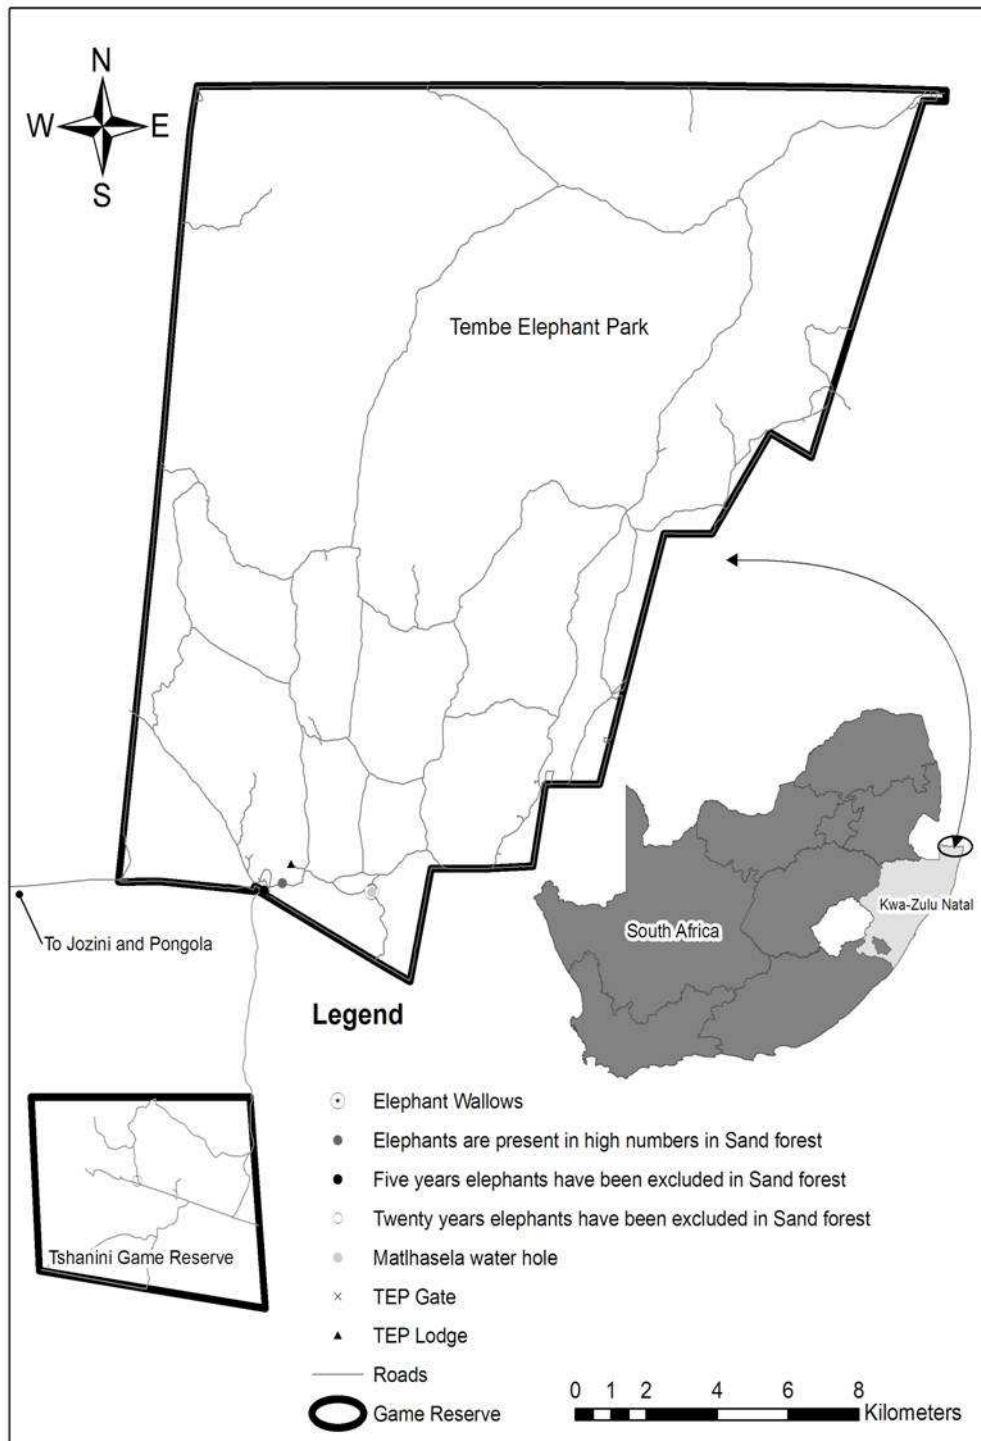 N
W E
S
Tembe Elephant Park
To Jozini and Pongola
South Africa
Kwa-Zulu Natal
Legend
Elephant Wallows
Elephants are present in high numbers in Sand forest
Five years elephants have been excluded in Sand forest
Twenty years elephants have been excluded in Sand forest
Matlhasela water hole
TEP Gate
TEP Lodge
Roads
Game Reserve
Tshanini Game Reserve
0 1 2 4 6 8
Kilometers